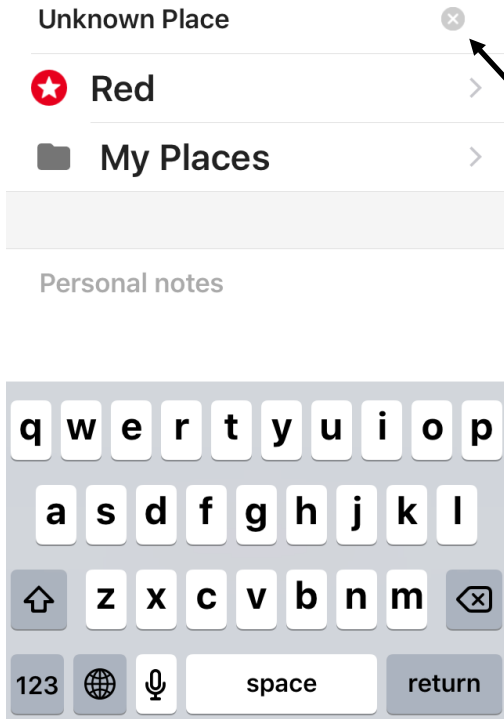 Unknown Place
Red
My Places
Personal notes
q w e r t y u i o p
a s d f g h j k l
z x c v b n m
123 space return